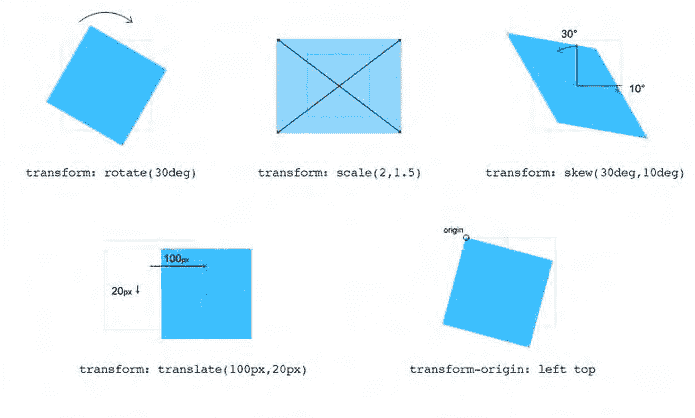 30°
10°
transform: rotate(30deg)
transform: scale(2,1.5)
transform: skew(30deg,10deg)
origin
100px
20px
transform: translate(100px,20px)
transform-origin: left top